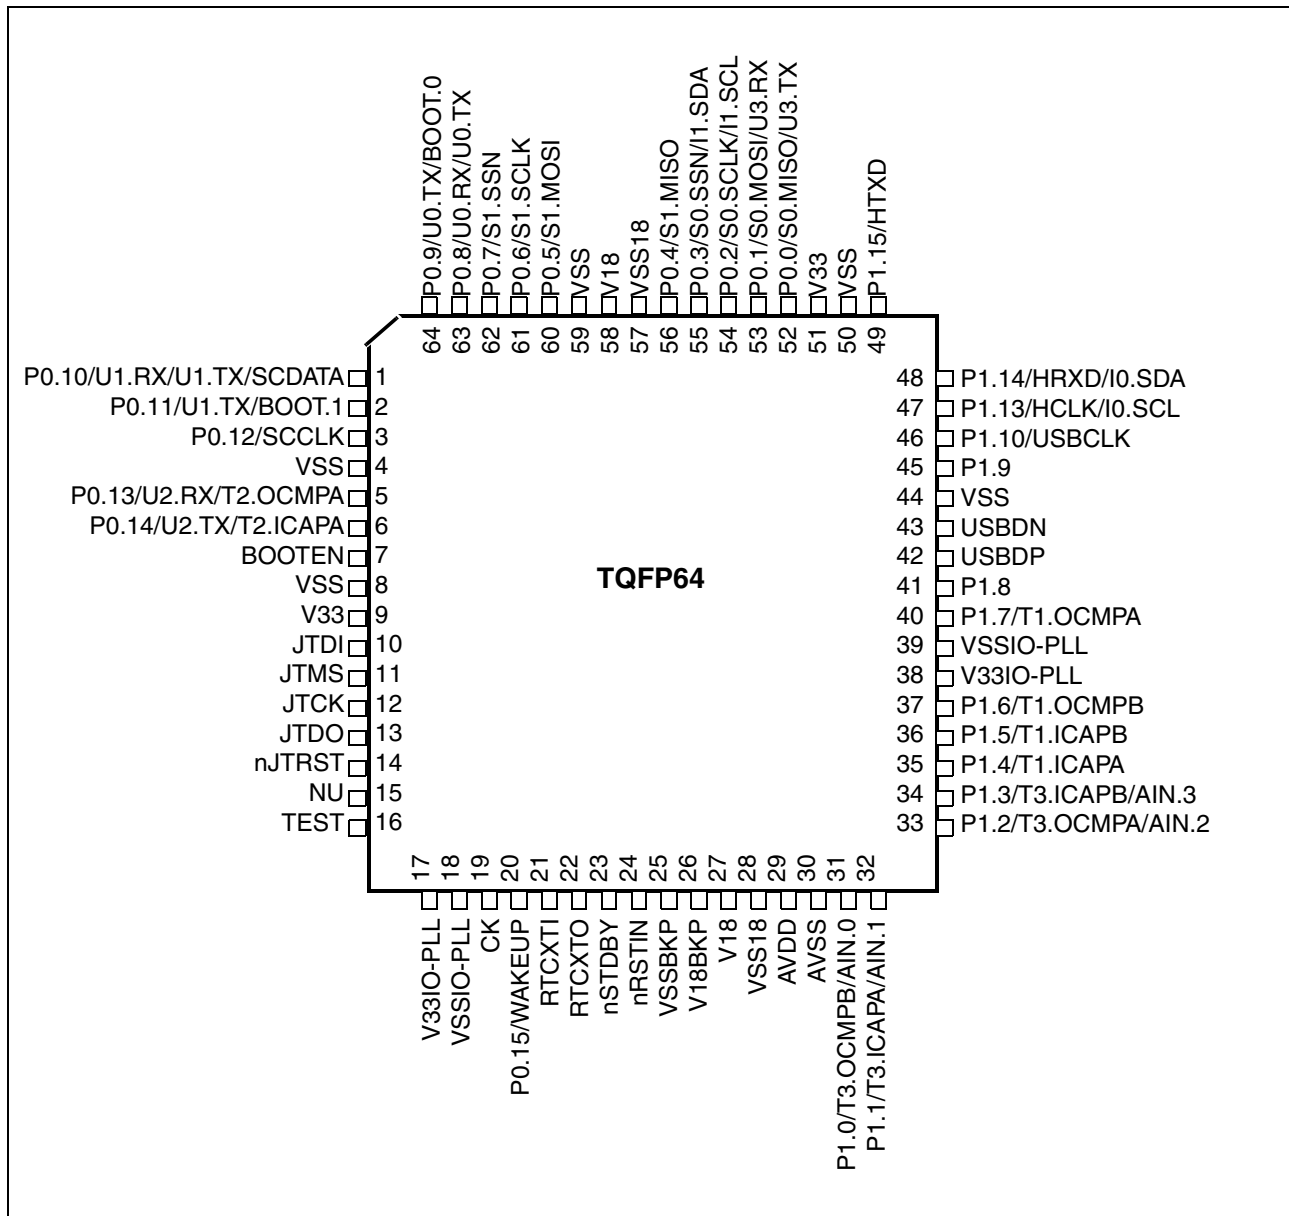 P0.9/U0.TX/BOOT.0
P0.8/U0.RX/U0.TX
P0.7/S1.SSN
P0.6/S1.SCLK
P0.5/S1.MOSI
VSS
V18
VSS18
P0.4/S1.MISO
P0.3/S0.SSN/I1.SDA
P0.2/S0.SCLK/I1.SCL
P0.1/S0.MOSI/U3.RX
P0.0/S0.MISO/U3.TX
V33
VSS
P1.15/HTXD
64 63 62 61 60 59 58 57 56 55 54 53 52 51 50 49
P0.10/U1.RX/U1.TX/SCDATA 1
P0.11/U1.TX/BOOT.1 2
P0.12/SCCLK 3
VSS 4
P0.13/U2.RX/T2.OCMPA 5
P0.14/U2.TX/T2.ICAPA 6
BOOTEN 7
VSS 8
V33 9
JTDI 10
JTMS 11
JTCK 12
JTDO 13
nJTRST 14
NU 15
TEST 16
TQFP64
48 P1.14/HRXD/I0.SDA
47 P1.13/HCLK/I0.SCL
46 P1.10/USBCLK
45 P1.9
44 VSS
43 USBDN
42 USBDP
41 P1.8
40 P1.7/T1.OCMPA
39 VSSIO-PLL
38 V33IO-PLL
37 P1.6/T1.OCMPB
36 P1.5/T1.ICAPB
35 P1.4/T1.ICAPA
34 P1.3/T3.ICAPB/AIN.3
33 P1.2/T3.OCMPA/AIN.2
17 18 19 20 21 22 23 24 25 26 27 28 29 30 31 32
V33IO-PLL
VSSIO-PLL
CK
P0.15/WAKEUP
RTCXTI
RTCXTO
nSTDBY
nRSTIN
VSSBKP
V18BKP
V18
VSS18
AVDD
AVSS
P1.0/T3.OCMPB/AIN.0
P1.1/T3.ICAPA/AIN.1